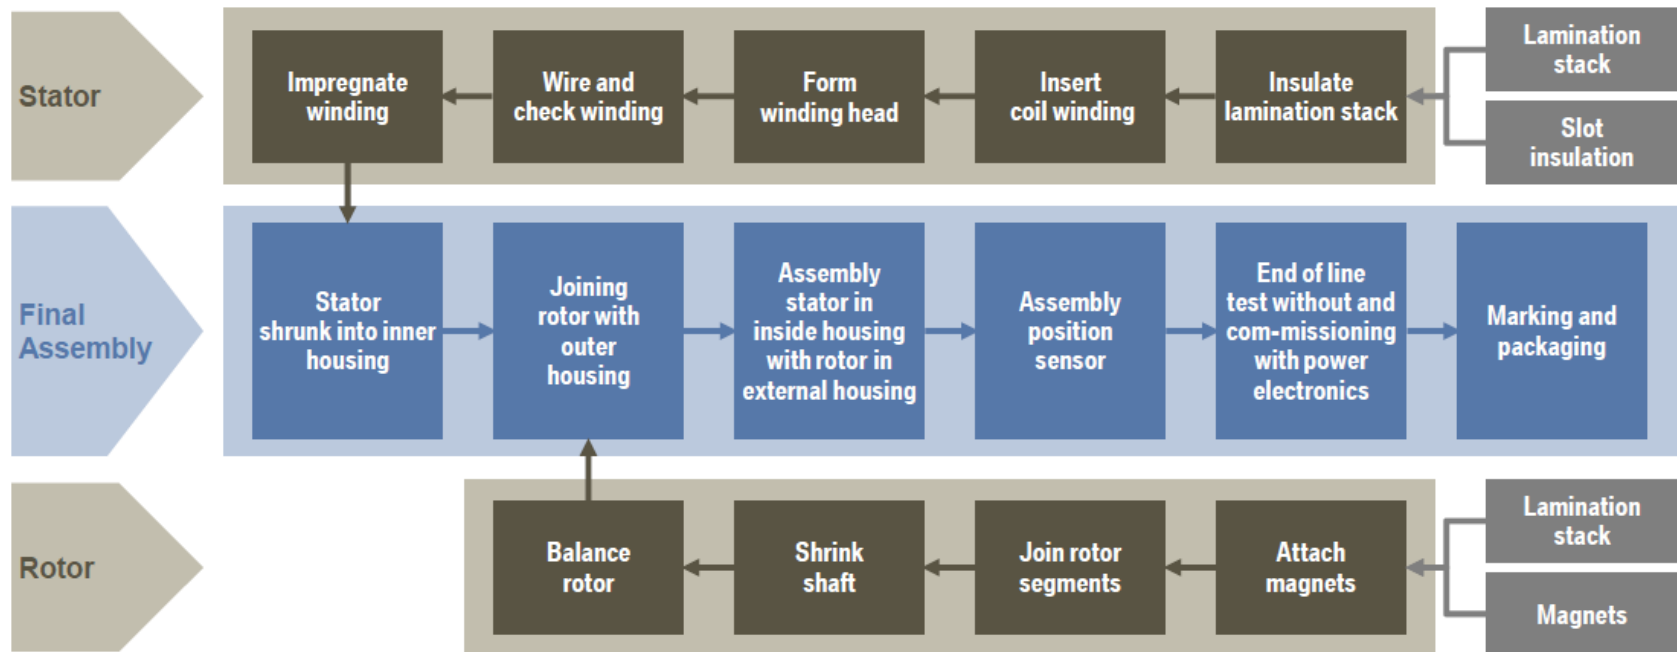 Stator
Impregnate
winding
Wire and
check winding
Form
winding head
Insert
coil winding
Insulate
lamination stack
Lamination
stack
Slot
insulation
Final
Assembly
Stator
shrunk into inner
housing
Joining
rotor with
outer
housing
Assembly
stator in
inside housing
with rotor in
external housing
Assembly
position
sensor
End of line
test without and
com-missioning
with power
electronics
Marking and
packaging
Rotor
Balance
rotor
Shrink
shaft
Join rotor
segments
Attach
magnets
Lamination
stack
Magnets